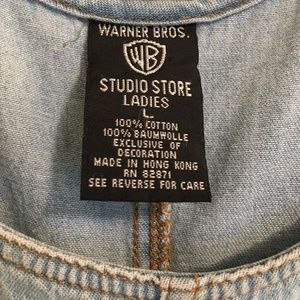 WARNER BROS.
WB
STUDIO STORE
LADIES
L
100% COTTON
100% BAUMWOLLE
EXCLUSIVE OF
DECORATION
MADE IN HONG KONG
RN 82871
SEE REVERSE FOR CARE